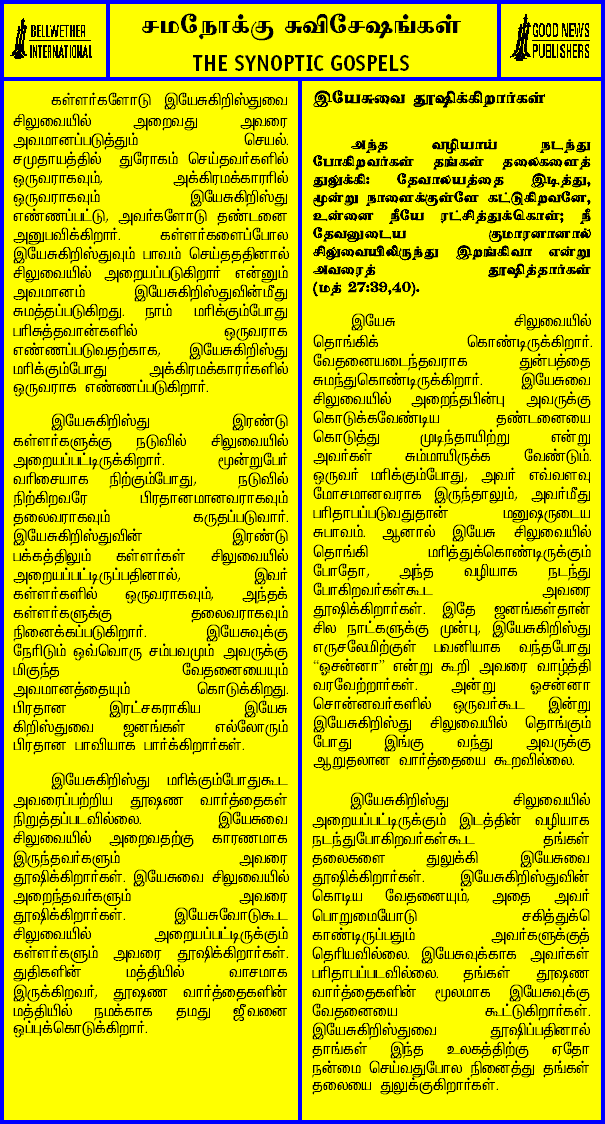 BELLWETHER
INTERNATIONAL
சமநோக்கு சுவிசேஷங்கள்
THE SYNOPTIC GOSPELS
GOOD NEWS
PUBLISHERS
கள்ளர்களோடு இயேசுகிறிஸ்துவை
சிலுவையில் அறைவது அவரை
அவமானப்படுத்தும் செயல்.
சமுதாயத்தில் துரோகம் செய்தவர்களில்
ஒருவராகவும், அக்கிரமக்காரரில்
ஒருவராகவும் இயேசுகிறிஸ்து
எண்ணப்பட்டு, அவர்களோடு தண்டனை
அனுபவிக்கிறார். கள்ளர்களைப்போல
இயேசுகிறிஸ்துவும் பாவம் செய்ததினால்
சிலுவையில் அறையப்படுகிறார் என்னும்
அவமானம் இயேசுகிறிஸ்துவின்மீது
சுமத்தப்படுகிறது. நாம் மரிக்கும்போது
பரிசுத்தவான்களில் ஒருவராக
எண்ணப்படுவதற்காக, இயேசுகிறிஸ்து
மரிக்கும்போது அக்கிரமக்காரர்களில்
ஒருவராக எண்ணப்படுகிறார்.
இயேசுகிறிஸ்து இரண்டு
கள்ளர்களுக்கு நடுவில் சிலுவையில்
அறையப்பட்டிருக்கிறார். மூன்றுபேர்
வரிசையாக நிற்கும்போது, நடுவில்
நிற்கிறவரே பிரதானமானவராகவும்
தலைவராகவும் கருதப்படுவார்.
இயேசுகிறிஸ்துவின் இரண்டு
பக்கத்திலும் கள்ளர்கள் சிலுவையில்
அறையப்பட்டிருப்பதினால், இவர்
கள்ளர்களில் ஒருவராகவும், அந்தக்
கள்ளர்களுக்கு தலைவராகவும்
நினைக்கப்படுகிறார். இயேசுவுக்கு
நேரிடும் ஒவ்வொரு சம்பவமும் அவருக்கு
மிகுந்த வேதனையையும்
அவமானத்தையும் கொடுக்கிறது.
பிரதான இரட்சகராகிய இயேசு
கிறிஸ்துவை ஜனங்கள் எல்லோரும்
பிரதான பாவியாக பார்க்கிறார்கள்.
இயேசுகிறிஸ்து மரிக்கும்போதுகூட
அவரைப்பற்றிய தூஷண வார்த்தைகள்
நிறுத்தப்படவில்லை. இயேசுவை
சிலுவையில் அறைவதற்கு காரணமாக
இருந்தவர்களும் அவரை
தூஷிக்கிறார்கள். இயேசுவை சிலுவையில்
அறைந்தவர்களும் அவரை
தூஷிக்கிறார்கள். இயேசுவோடுகூட
சிலுவையில் அறையப்பட்டிருக்கும்
கள்ளர்களும் அவரை தூஷிக்கிறார்கள்.
துதிகளின் மத்தியில் வாசமாக
இருக்கிறவர், தூஷண வார்த்தைகளின்
மத்தியில் நமக்காக தமது ஜீவனை
ஒப்புக்கொடுக்கிறார்.
இயேசுவை தூஷிக்கிறார்கள்
அந்த வழியாய் நடந்து
போகிறவர்கள் தங்கள் தலைகளைத்
துலுக்கி: தேவாலயத்தை இடித்து,
மூன்று நாளைக்குள்ளே கட்டுகிறவனே,
உன்னை நீயே ரட்சித்துக்கொள்; நீ
தேவனுடைய குமாரனானால்
சிலுவையிலிருந்து இறங்கிவா என்று
அவரைத் தூஷித்தார்கள்
(மத் 27:39,40).
இயேசு சிலுவையில்
தொங்கிக் கொண்டிருக்கிறார்.
வேதனையடைந்தவராக துன்பத்தை
சுமந்துகொண்டிருக்கிறார். இயேசுவை
சிலுவையில் அறைந்தபின்பு அவருக்கு
கொடுக்கவேண்டிய தண்டனையை
கொடுத்து முடிந்தாயிற்று என்று
அவர்கள் சும்மாயிருக்க வேண்டும்.
ஒருவர் மரிக்கும்போது, அவர் எவ்வளவு
மோசமானவராக இருந்தாலும், அவர்மீது
பரிதாபப்படுவதுதான் மனுஷருடைய
சுபாவம். ஆனால் இயேசு சிலுவையில்
தொங்கி மரித்துக்கொண்டிருக்கும்
போதோ, அந்த வழியாக நடந்து
போகிறவர்கள்கூட அவரை
தூஷிக்கிறார்கள். இதே ஜனங்கள்தான்
சில நாட்களுக்கு முன்பு, இயேசுகிறிஸ்து
எருசலேமிற்குள் பவனியாக வந்தபோது
“ஓசன்னா” என்று கூறி அவரை வாழ்த்தி
வரவேற்றார்கள். அன்று ஓசன்னா
சொன்னவர்களில் ஒருவர்கூட இன்று
இயேசுகிறிஸ்து சிலுவையில் தொங்கும்
போது இங்கு வந்து அவருக்கு
ஆறுதலான வார்த்தையை கூறவில்லை.
இயேசுகிறிஸ்து சிலுவையில்
அறையப்பட்டிருக்கும் இடத்தின் வழியாக
நடந்துபோகிறவர்கள்கூட தங்கள்
தலைகளை துலுக்கி இயேசுவை
தூஷிக்கிறார்கள். இயேசுகிறிஸ்துவின்
கொடிய வேதனையும், அதை அவர்
பொறுமையோடு சகித்துக்
காண்டிருப்பதும் அவர்களுக்குத்
தெரியவில்லை. இயேசுவுக்காக அவர்கள்
பரிதாபப்படவில்லை. தங்கள் தூஷண
வார்த்தைகளின் மூலமாக இயேசுவுக்கு
வேதனையை கூட்டுகிறார்கள்.
இயேசுகிறிஸ்துவை தூஷிப்பதினால்
தாங்கள் இந்த உலகத்திற்கு ஏதோ
நன்மை செய்வதுபோல நினைத்து தங்கள்
தலையை துலுக்குகிறார்கள்.